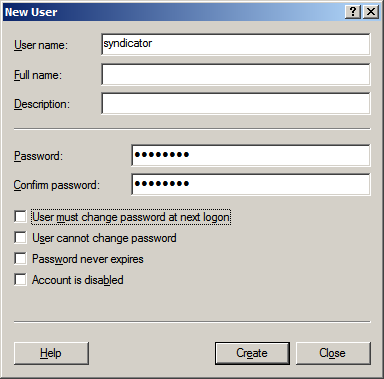 New User
User name: syndicator
Full name:
Description:
Password: ●●●●●●●●
Confirm password: ●●●●●●●●
User must change password at next logon
User cannot change password
Password never expires
Account is disabled
Help Create Close